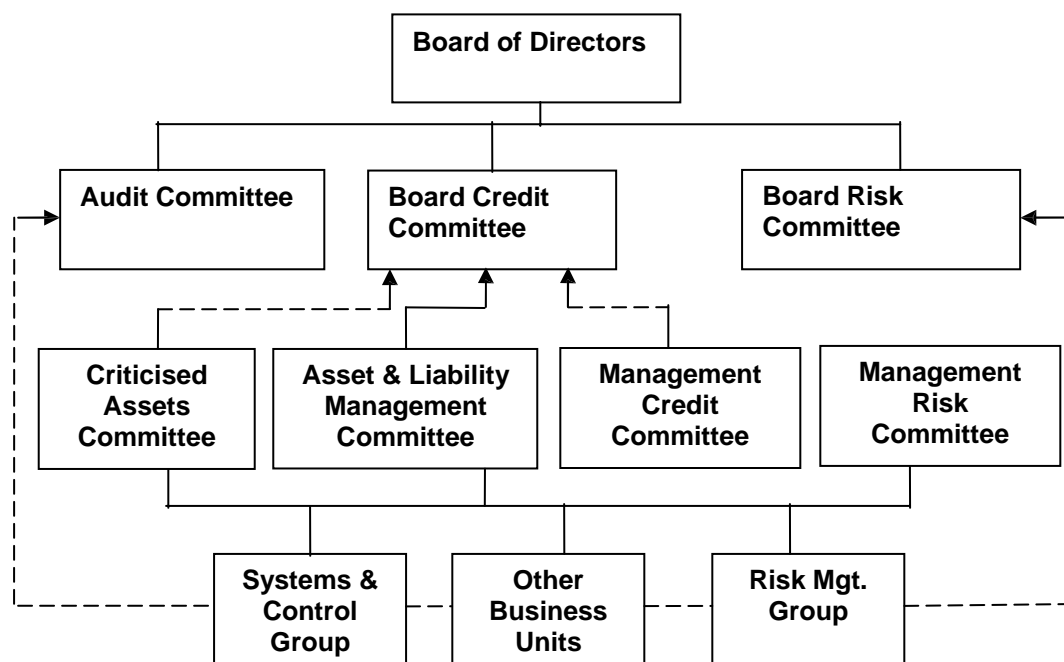 Board of Directors
Audit Committee
Board Credit
Committee
Board Risk
Committee
Criticised
Assets
Committee
Asset & Liability
Management
Committee
Management
Credit
Committee
Management
Risk
Committee
Systems &
Control
Group
Other
Business
Units
Risk Mgt.
Group